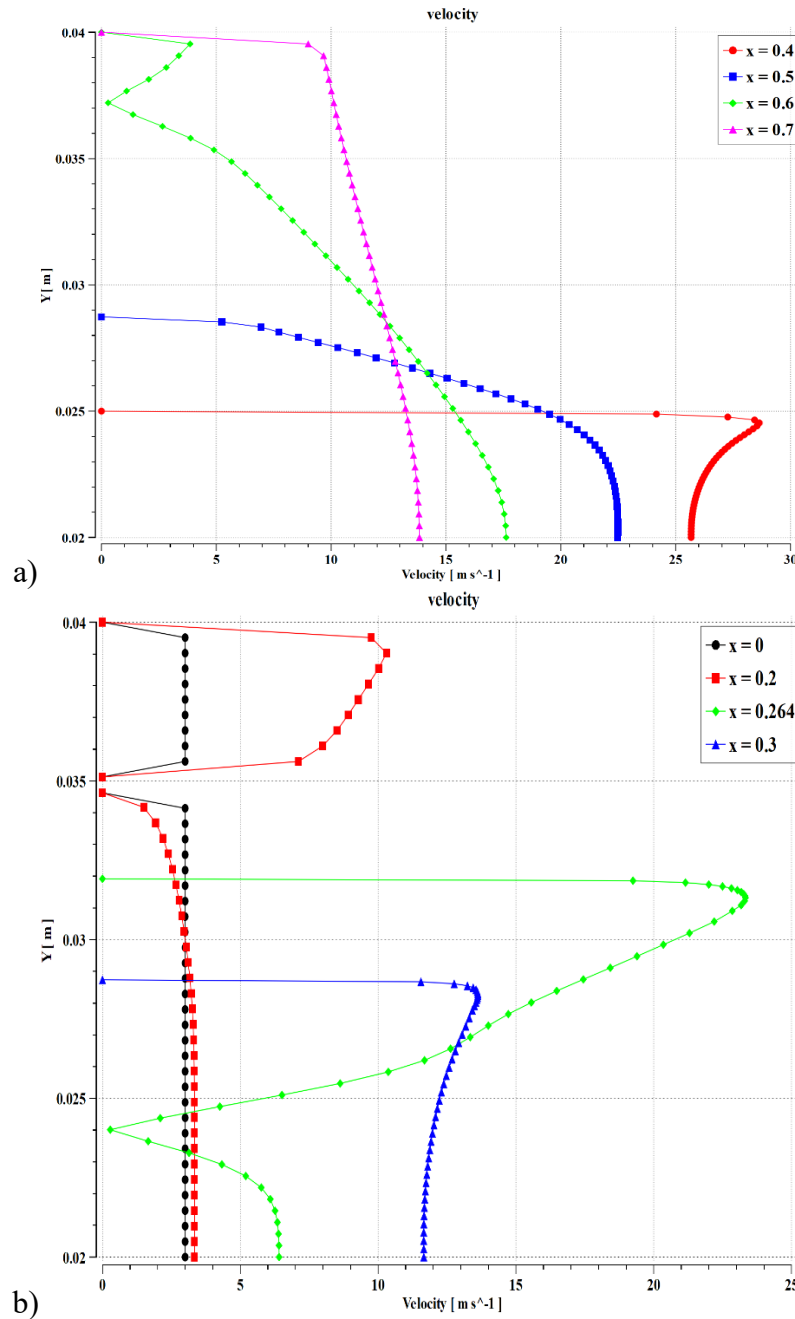 velocity
x = 0.4
x = 0.5
x = 0.6
x = 0.7
0.04
0.035
0.03
0.025
0.02
Y [ m ]
0 5 10 15 20 25 30
Velocity [ m s^-1 ]
a)
velocity
x = 0
x = 0.2
x = 0.264
x = 0.3
0.04
0.035
0.03
0.025
0.02
Y [ m ]
0 5 10 15 20 25
Velocity [ m s^-1 ]
b)